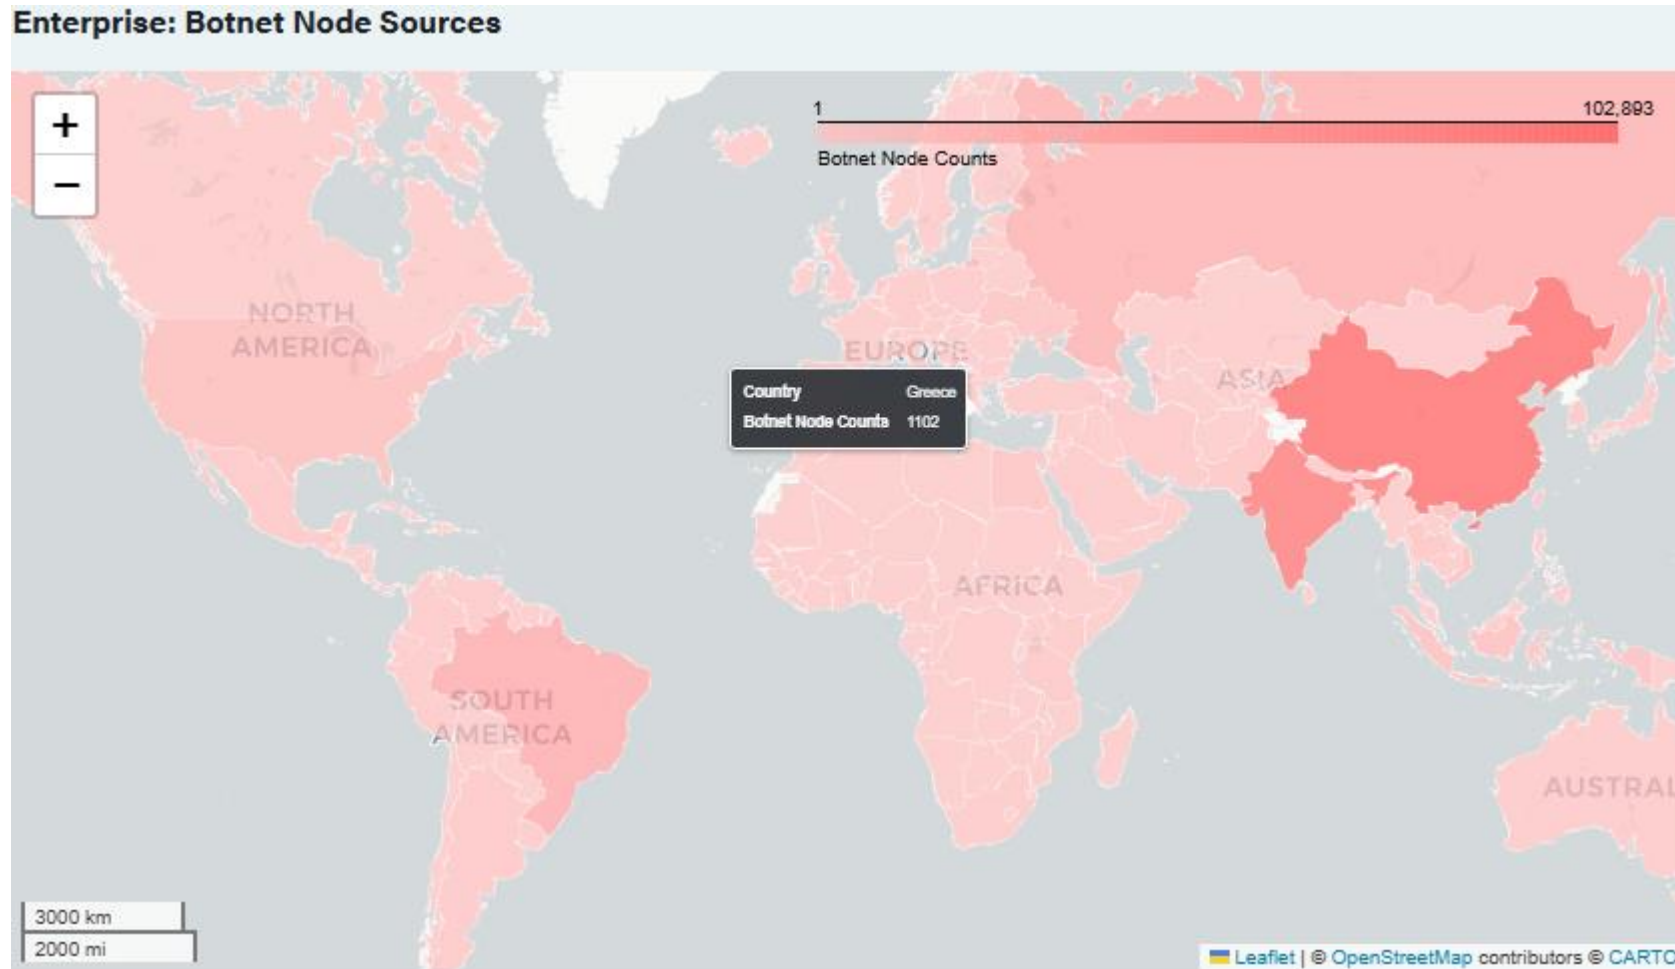 Enterprise: Botnet Node Sources
+
−
1 102,893
Botnet Node Counts
NORTH
AMERICA
EUROPE
ASIA
Country Greece
Botnet Node Counts 1102
AFRICA
SOUTH
AMERICA
AUSTRAL
3000 km
2000 mi
Leaflet | © OpenStreetMap contributors © CARTO